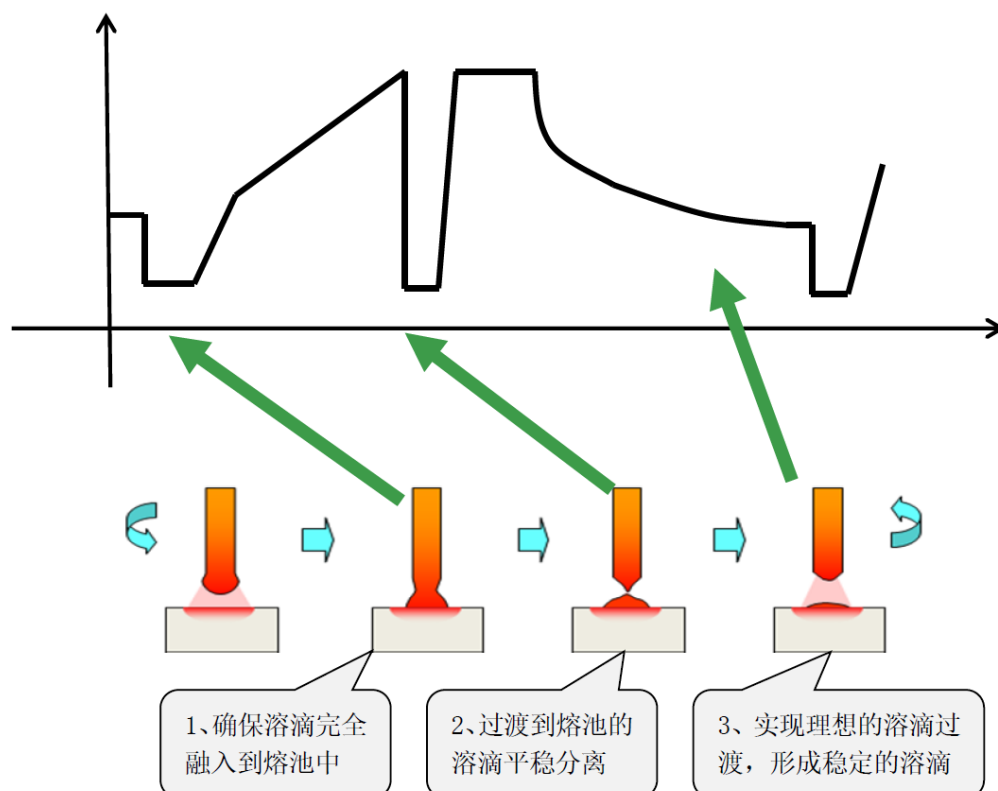 1、确保溶滴完全
融入到熔池中
2、过渡到熔池的
溶滴平稳分离
3、实现理想的溶滴过
渡，形成稳定的溶滴